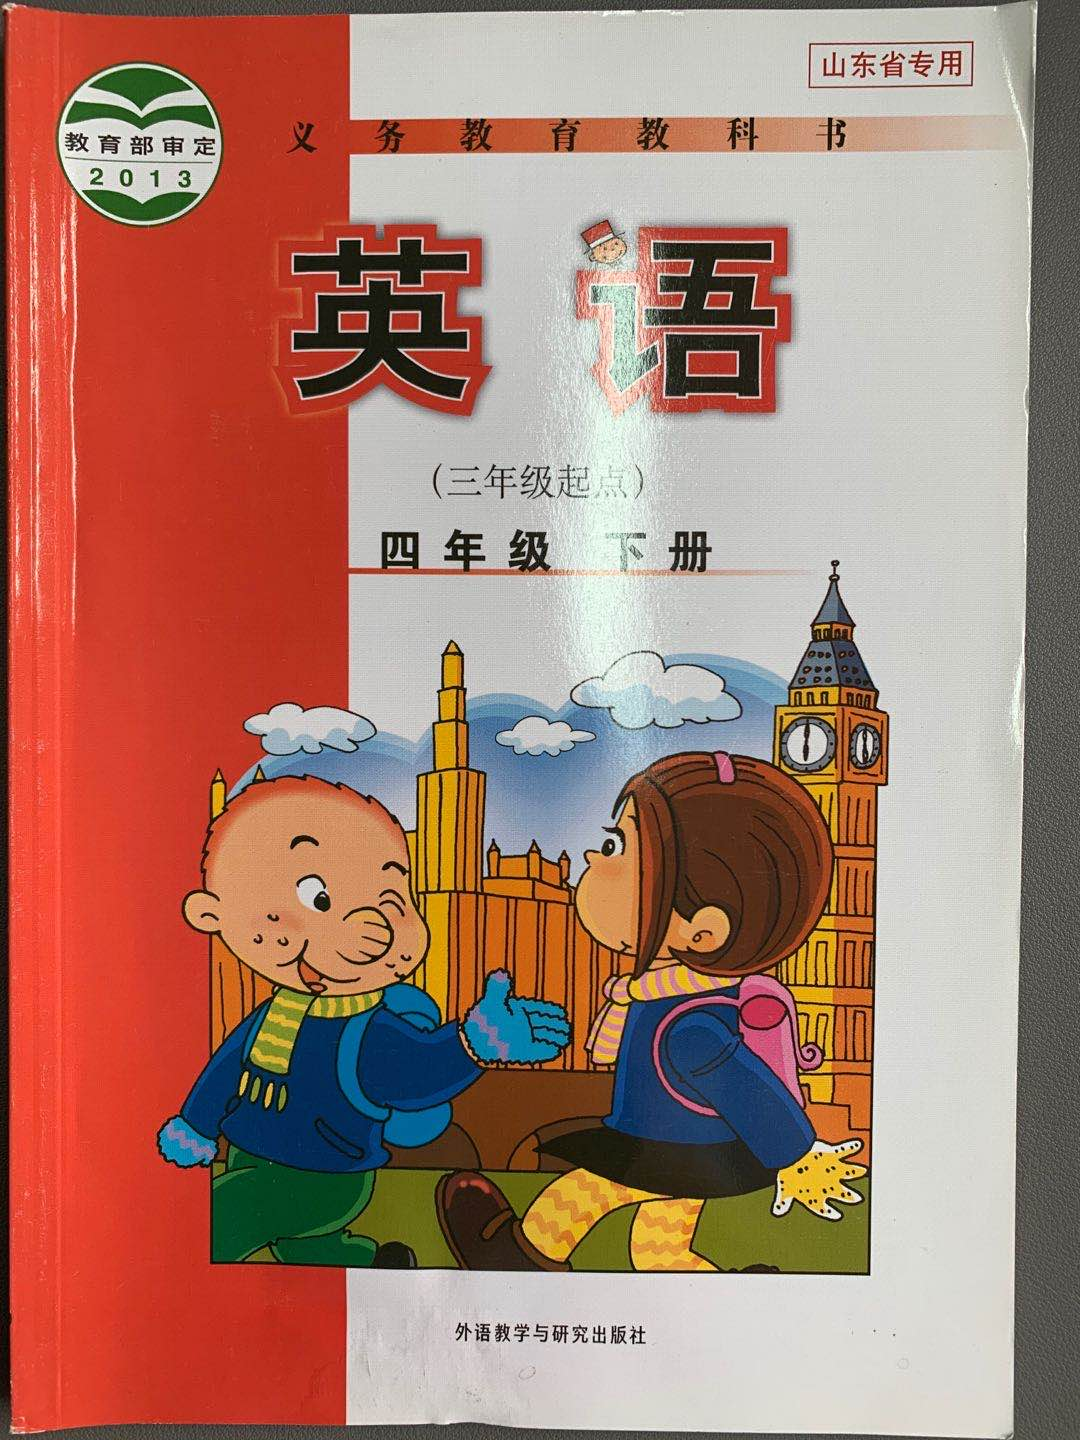 山东省专用
教育部审定
2013
义务教育教科书
英语
（三年级起点）
四年级 下册
外语教学与研究出版社